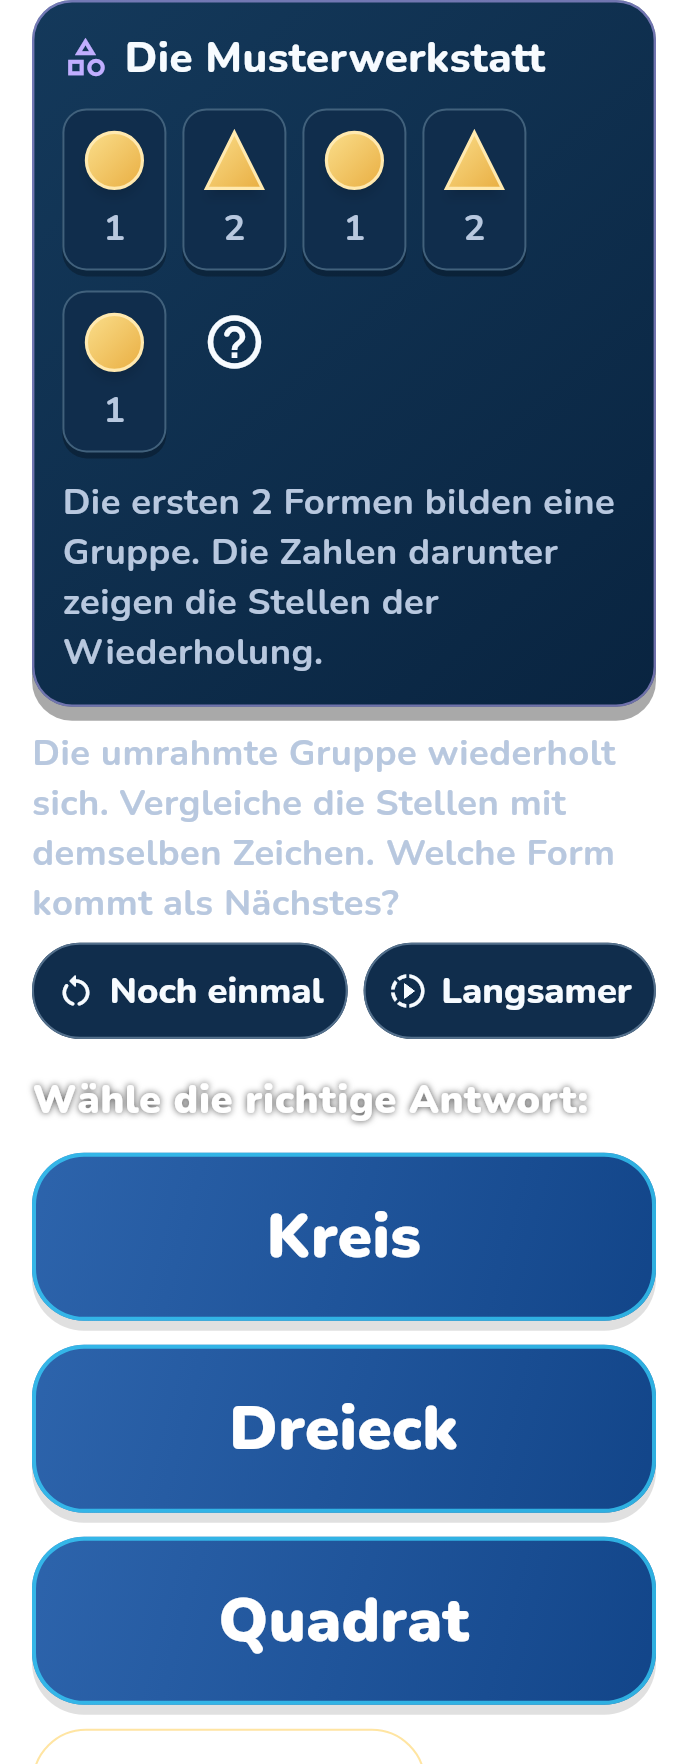 Die Musterwerkstatt
1 2 1 2
1 ?
Die ersten 2 Formen bilden eine
Gruppe. Die Zahlen darunter
zeigen die Stellen der
Wiederholung.
Die umrahmte Gruppe wiederholt
sich. Vergleiche die Stellen mit
demselben Zeichen. Welche Form
kommt als Nächstes?
Noch einmal Langsamer
Wähle die richtige Antwort:
Kreis
Dreieck
Quadrat